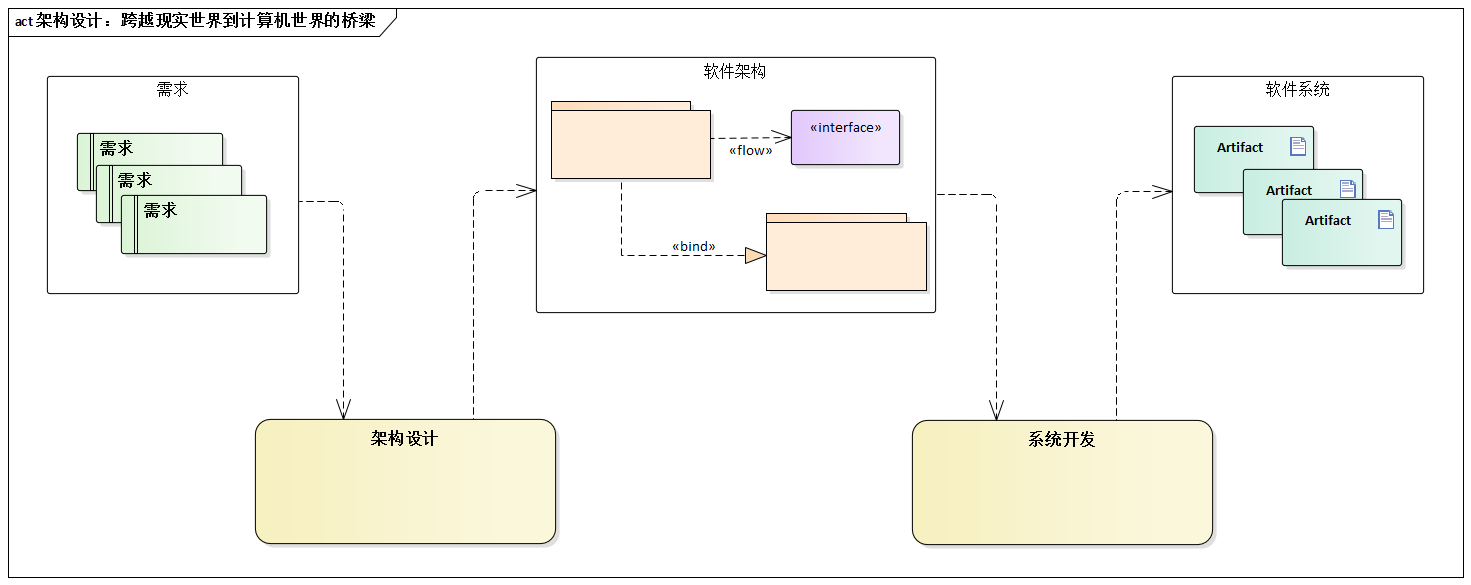 act 架构设计：跨越现实世界到计算机世界的桥梁
需求
需求
需求
需求
软件架构
«interface»
«flow»
«bind»
软件系统
Artifact
Artifact
Artifact
架构设计
系统开发